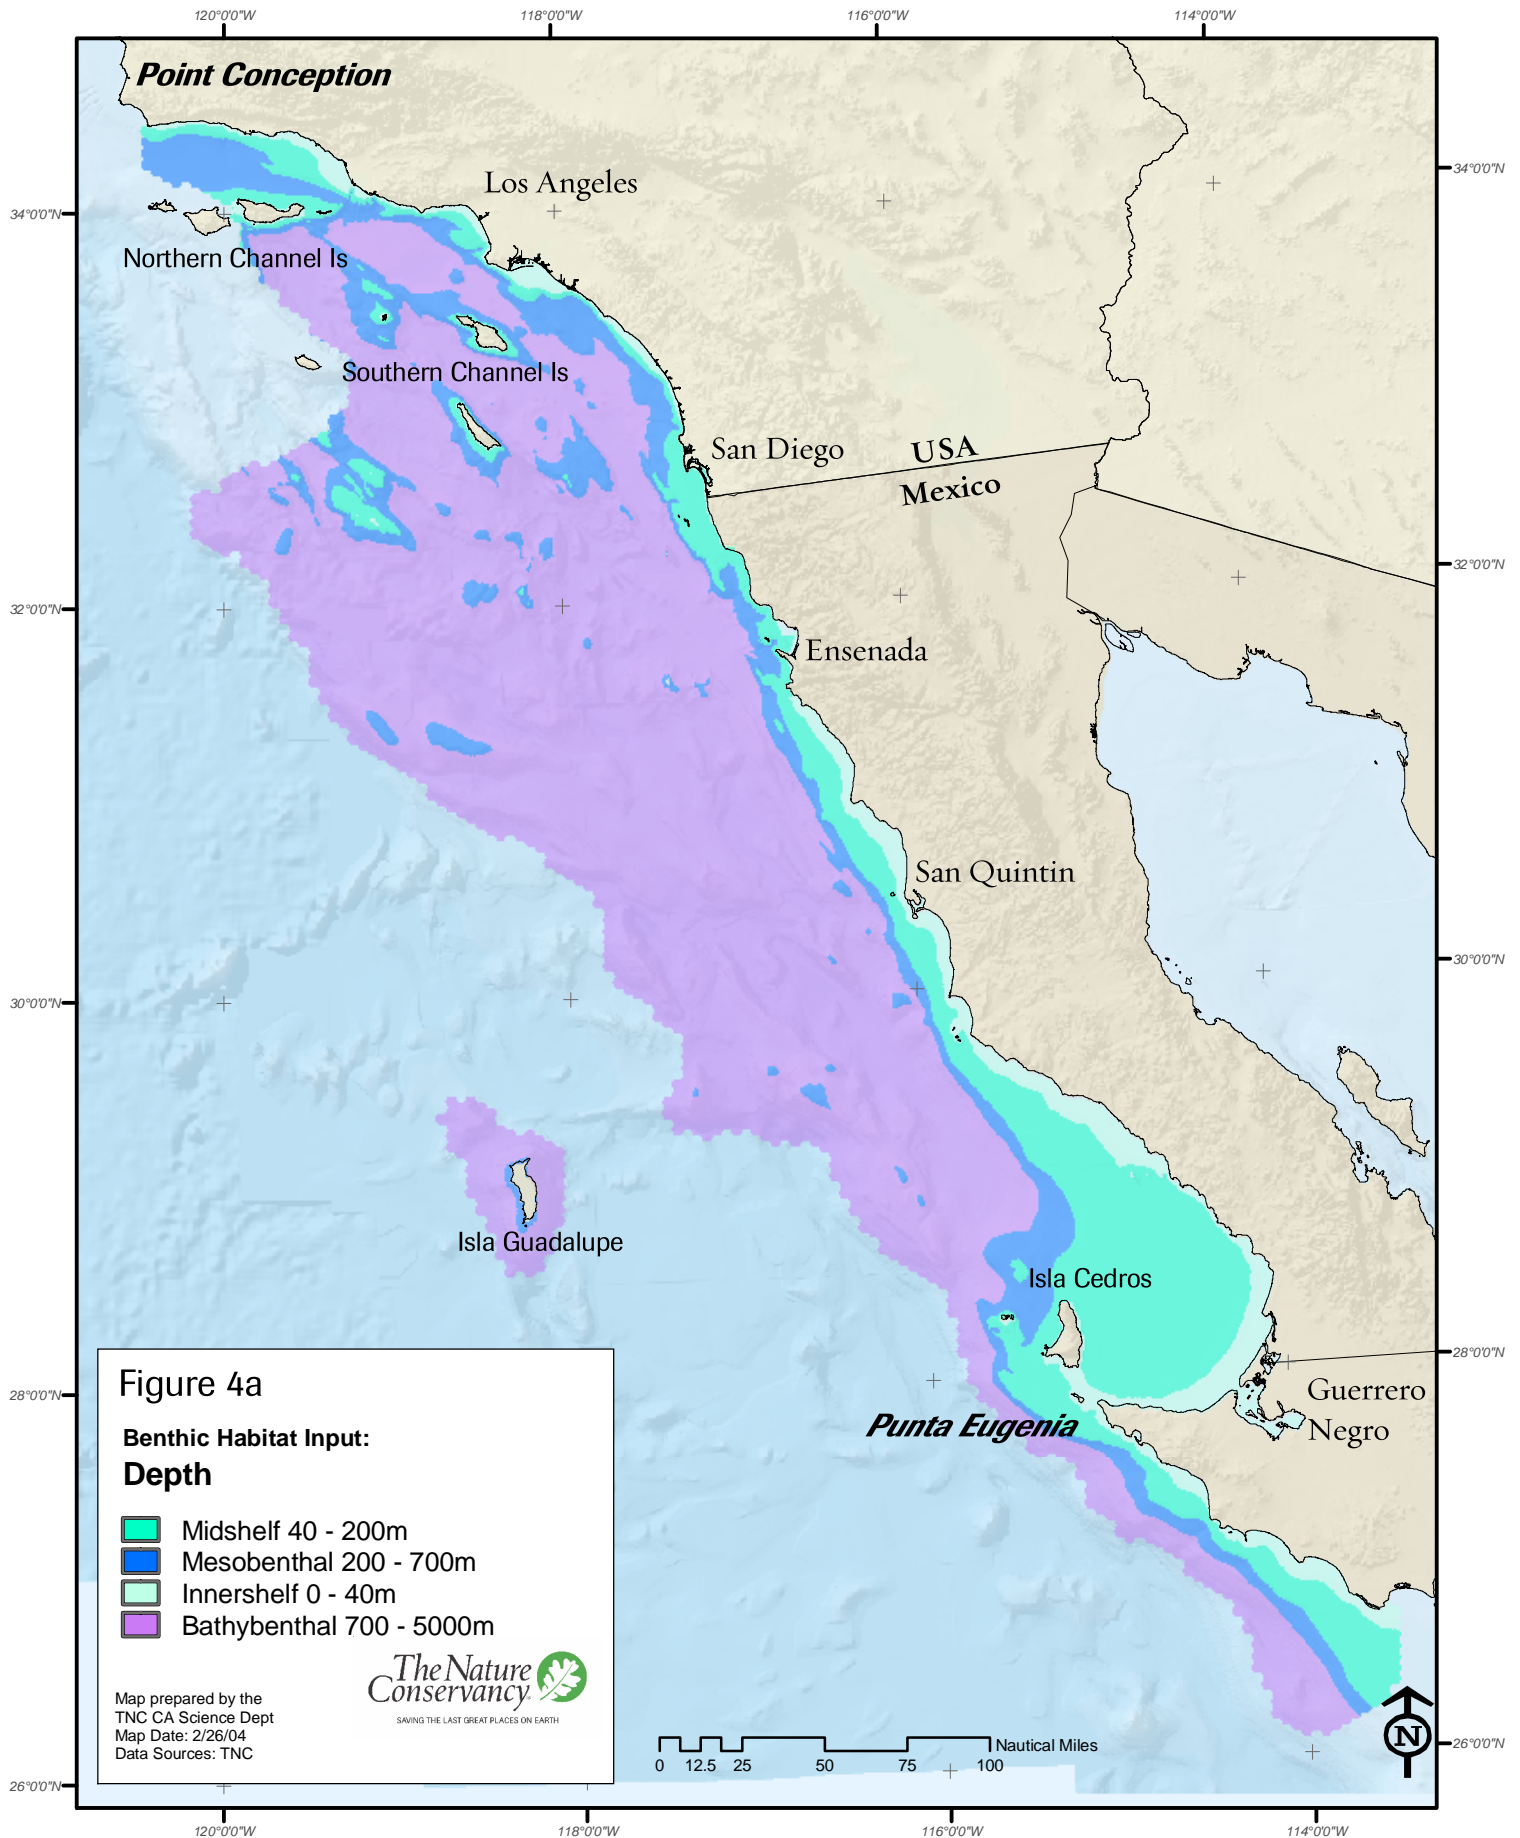 120°0'0"W
118°0'0"W
116°0'0"W
114°0'0"W
Point Conception
34°0'0"N
Los Angeles
34°0'0"N
Northern Channel Is
Southern Channel Is
San Diego
USA
Mexico
32°0'0"N
32°0'0"N
Ensenada
San Quintin
30°0'0"N
30°0'0"N
Isla Guadalupe
Isla Cedros
28°0'0"N
28°0'0"N
Guerrero
Negro
Punta Eugenia
Figure 4a
Benthic Habitat Input:
Depth
Midshelf 40 - 200m
Mesobenthal 200 - 700m
Innershelf 0 - 40m
Bathybenthal 700 - 5000m
The Nature
Conservancy
SAVING THE LAST GREAT PLACES ON EARTH
Map prepared by the
TNC CA Science Dept
Map Date: 2/26/04
Data Sources: TNC
Nautical Miles
0 12.5 25 50 75 100
N
26°0'0"N
26°0'0"N
120°0'0"W
118°0'0"W
116°0'0"W
114°0'0"W